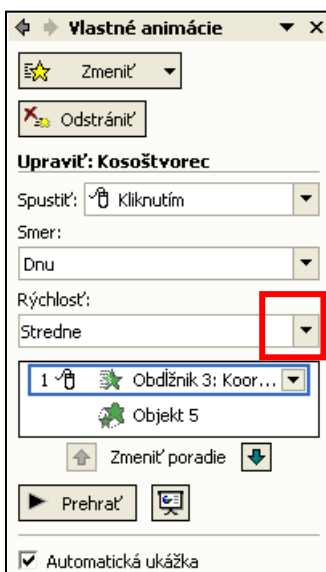 Vlastné animácie
Zmeniť
Odstrániť
Upraviť: Kosoštvorec
Spustiť: Kliknutím
Smer:
Dnu
Rýchlosť:
Stredne
1 Obdĺžnik 3: Koor...
Objekt 5
Zmeniť poradie
Prehrať
Automatická ukážka